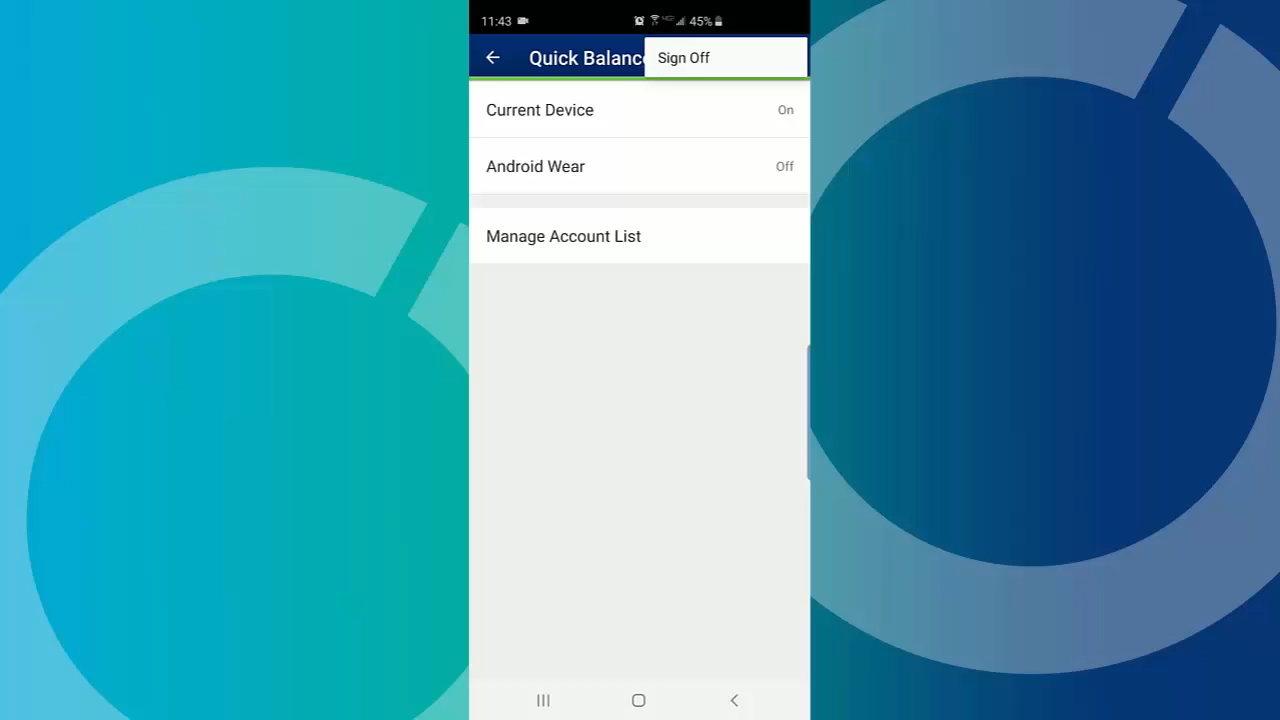 11:43 45%
Quick Balanc Sign Off
Current Device On
Android Wear Off
Manage Account List